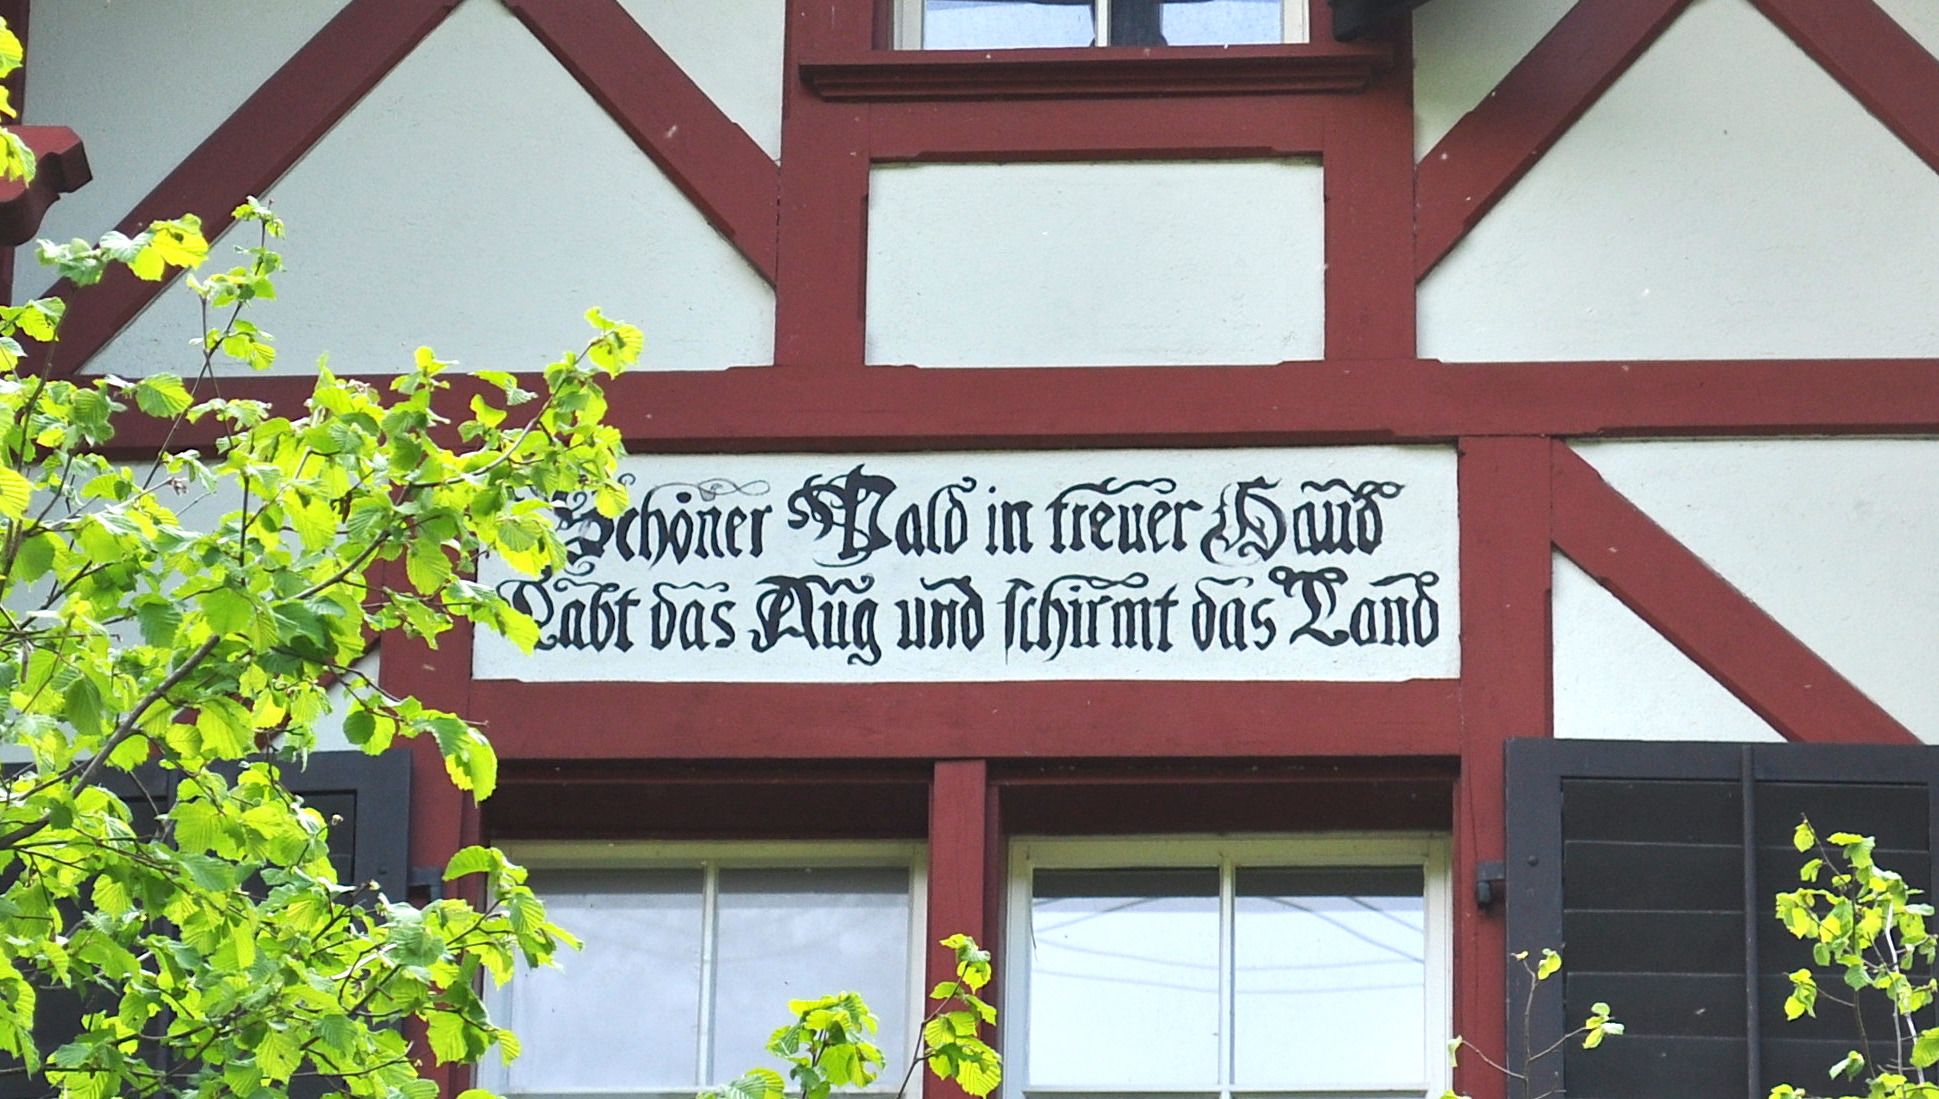 Schöner Wald in treuer Hand
Labt das Aug und schirmt das Land